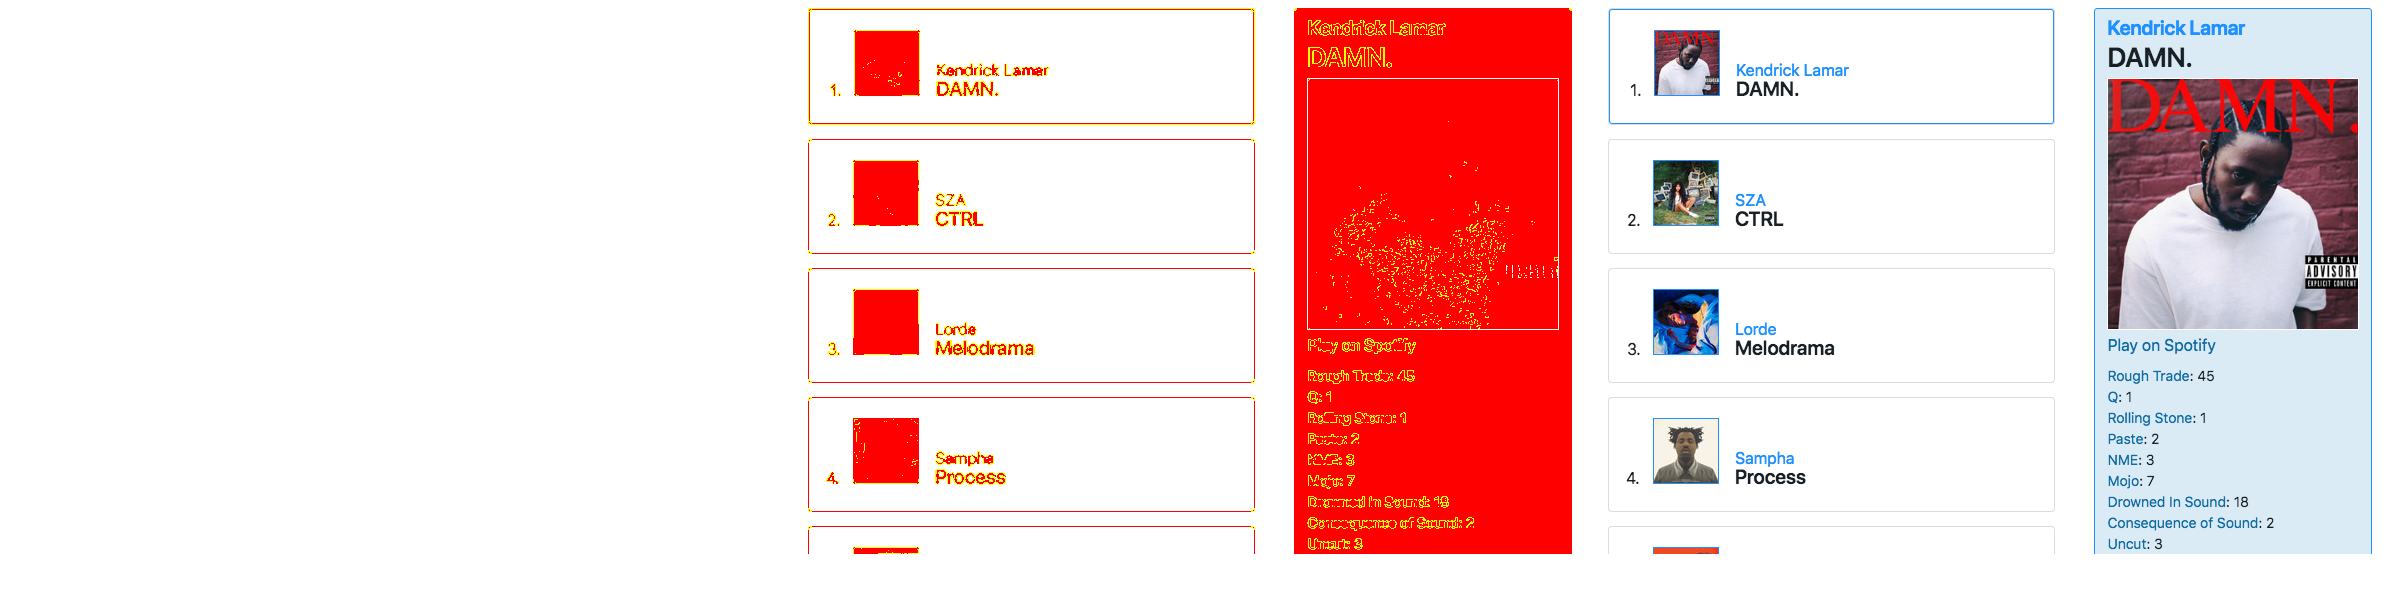 1.
Kendrick Lamar
DAMN.
2.
SZA
CTRL
3.
Lorde
Melodrama
4.
Sampha
Process
Kendrick Lamar
DAMN.
Play on Spotify
Rough Trade: 45
Q: 1
Rolling Stone: 1
Paste: 2
NME: 3
Mojo: 7
Drowned In Sound: 18
Consequence of Sound: 2
Uncut: 3
1.
Kendrick Lamar
DAMN.
2.
SZA
CTRL
3.
Lorde
Melodrama
4.
Sampha
Process
Kendrick Lamar
DAMN.
DAMN.
PARENTAL
ADVISORY
EXPLICIT CONTENT
Play on Spotify
Rough Trade: 45
Q: 1
Rolling Stone: 1
Paste: 2
NME: 3
Mojo: 7
Drowned In Sound: 18
Consequence of Sound: 2
Uncut: 3